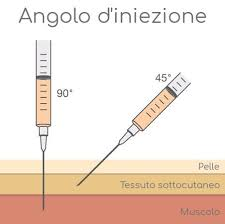 Angolo d'iniezione
90°
45°
Pelle
Tessuto sottocutaneo
Muscolo